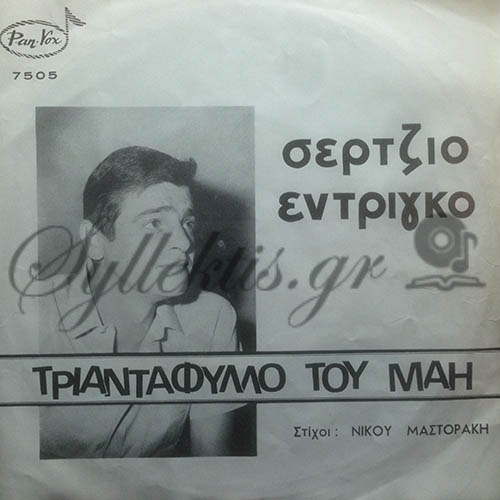 Pan-Vox
7505
σερτζιο
εντριγκο
Syllektis.gr
ΤΡΙΑΝΤΑΦΥΛΛΟ ΤΟΥ ΜΑΗ
Στίχοι : ΝΙΚΟΥ ΜΑΣΤΟΡΑΚΗ